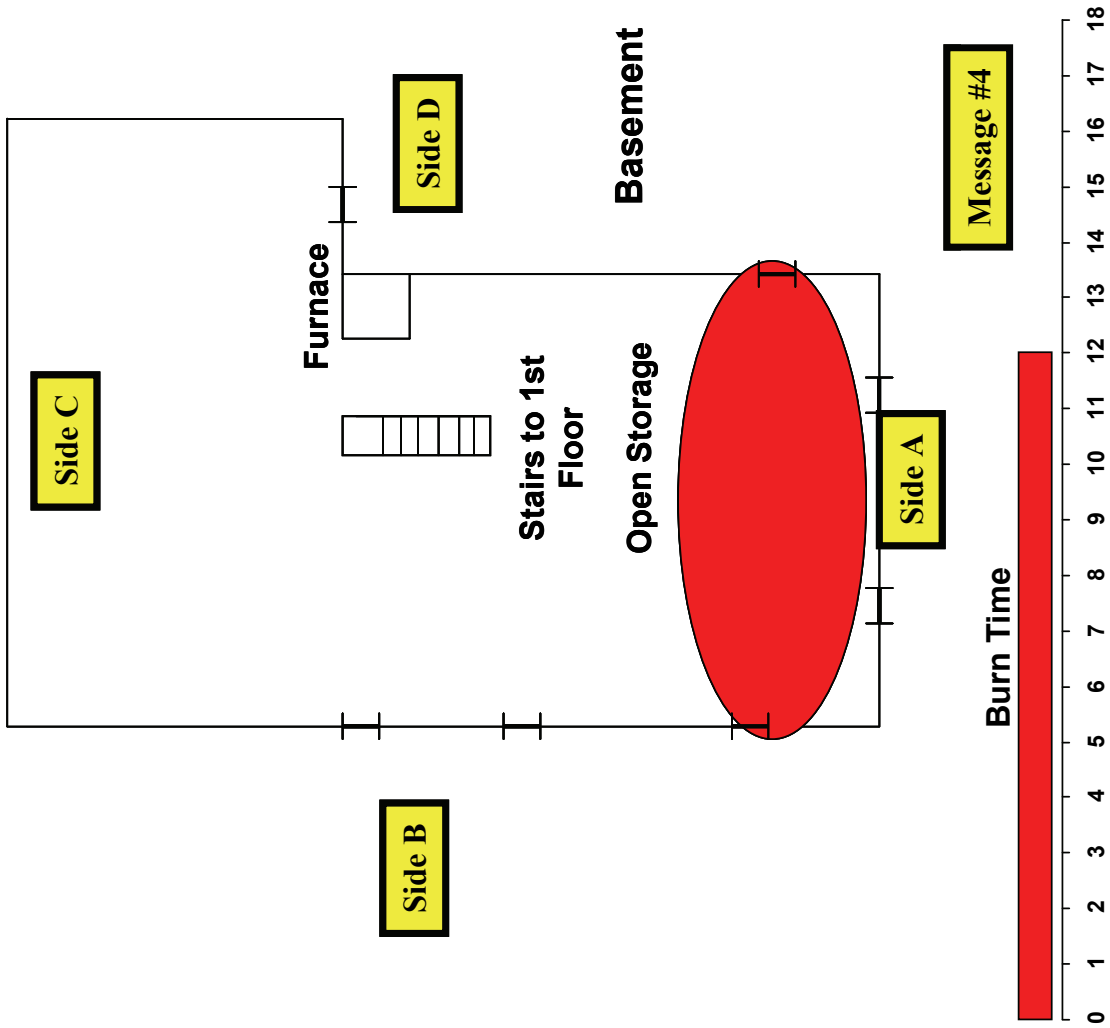 Side C
Side D
Furnace
Basement
Stairs to 1st
Floor
Open Storage
Side B
Side A
Message #4
Burn Time
0 1 2 3 4 5 6 7 8 9 10 11 12 13 14 15 16 17 18